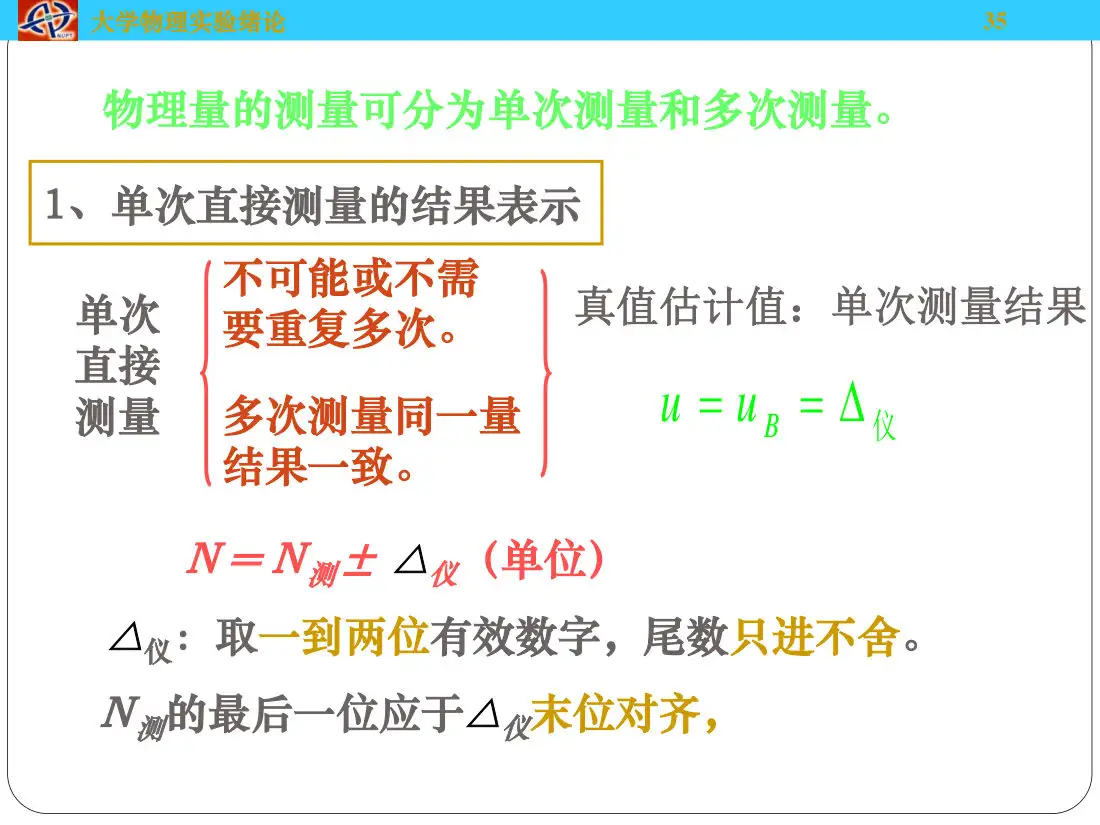 NUPT
大学物理实验绪论
35
物理量的测量可分为单次测量和多次测量。
1、单次直接测量的结果表示
单次
直接
测量
不可能或不需
要重复多次。
多次测量同一量
结果一致。
真值估计值：单次测量结果
u = u_B = Δ_仪
N＝N测± △仪（单位）
△仪：取一到两位有效数字，尾数只进不舍。
N测的最后一位应于△仪末位对齐，